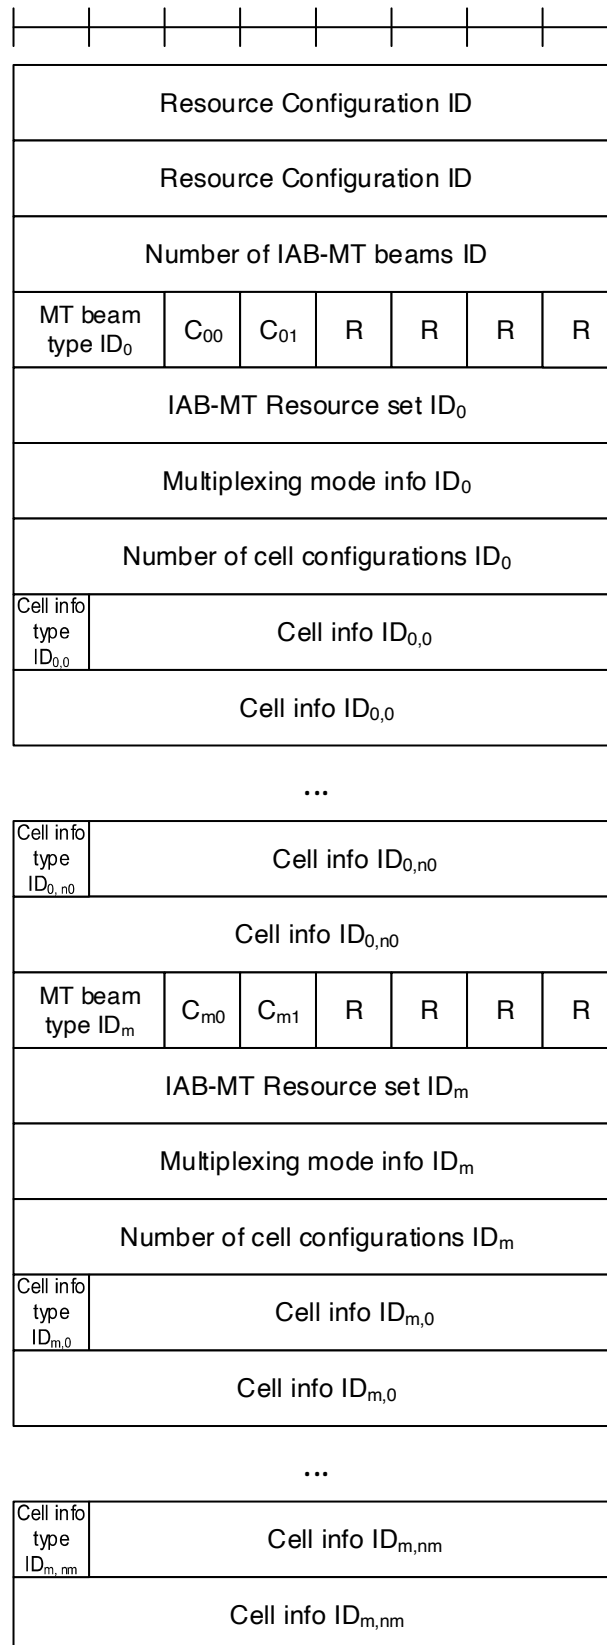 Resource Configuration ID
Resource Configuration ID
Number of IAB-MT beams ID
MT beam type ID₀ C₀₀ C₀₁ R R R R
IAB-MT Resource set ID₀
Multiplexing mode info ID₀
Number of cell configurations ID₀
Cell info type ID₀,₀ Cell info ID₀,₀
Cell info ID₀,₀
...
Cell info type ID₀, ₙ₀ Cell info ID₀,ₙ₀
Cell info ID₀,ₙ₀
MT beam type IDₘ Cₘ₀ Cₘ₁ R R R R
IAB-MT Resource set IDₘ
Multiplexing mode info IDₘ
Number of cell configurations IDₘ
Cell info type IDₘ,₀ Cell info IDₘ,₀
Cell info IDₘ,₀
...
Cell info type IDₘ, ₙₘ Cell info IDₘ,ₙₘ
Cell info IDₘ,ₙₘ